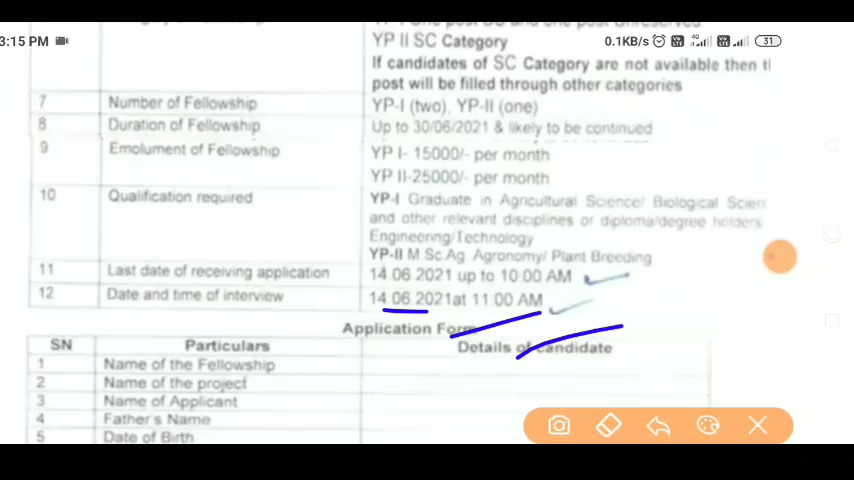 3:15 PM 0.1KB/s 4G 31
YP II SC Category
If candidates of SC Category are not available then
post will be filled through other categories
7 Number of Fellowship YP-I (two), YP-II (one)
8 Duration of Fellowship Up to 30/06/2021 & likely to be continued
9 Emolument of Fellowship YP I- 15000/- per month
YP II-25000/- per month
10 Qualification required YP-I Graduate in Agricultural Science/ Biological Scien
and other relevant disciplines or diploma/degree holders
Engineering/Technology
YP-II M Sc.Ag Agronomy/ Plant Breeding
11 Last date of receiving application 14.06.2021 up to 10:00 AM
12 Date and time of interview 14.06.2021at 11:00 AM
Application Form
SN Particulars Details of candidate
1 Name of the Fellowship
2 Name of the project
3 Name of Applicant
4 Father's Name
5 Date of Birth